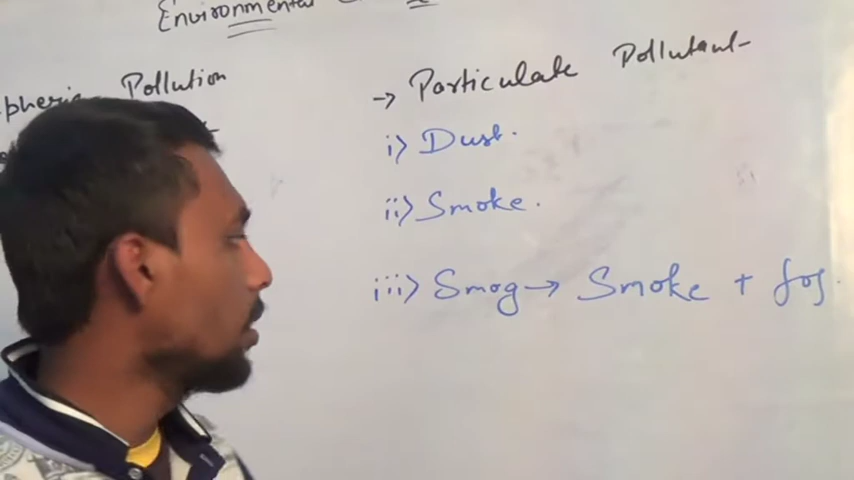 Environmental
Pollution
→ Particulate Pollutant-
i) Dust.
ii) Smoke.
iii) Smog → Smoke + fog.